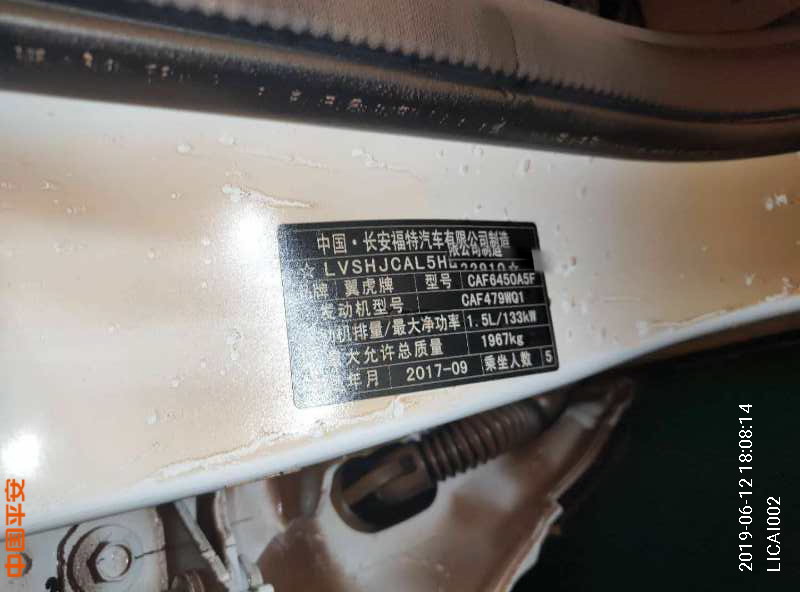 中国·长安福特汽车有限公司制造
☆LVSHJCAL5H
牌 翼虎牌 型号 CAF6450A5F
发动机型号 CAF479WQ1
动机排量/最大净功率 1.5L/133kW
大允许总质量 1967kg
年月 2017-09 乘坐人数 5
中国平安
2019-06-12 18:08:14
LICAI002